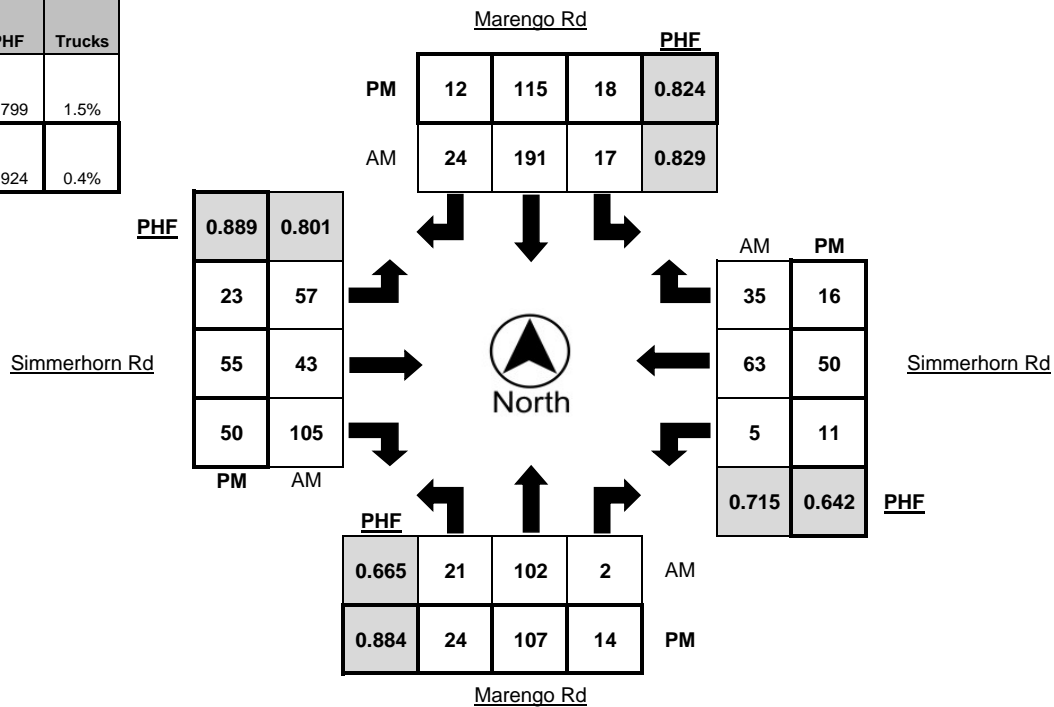 Marengo Rd
PHF Trucks
PHF
PM 12 115 18 0.824
799 1.5%
AM 24 191 17 0.829
924 0.4%
PHF 0.889 0.801
AM PM
23 57
35 16
Simmerhorn Rd 55 43
63 50 Simmerhorn Rd
North
50 105
5 11
PM AM
0.715 0.642 PHF
PHF
0.665 21 102 2 AM
0.884 24 107 14 PM
Marengo Rd